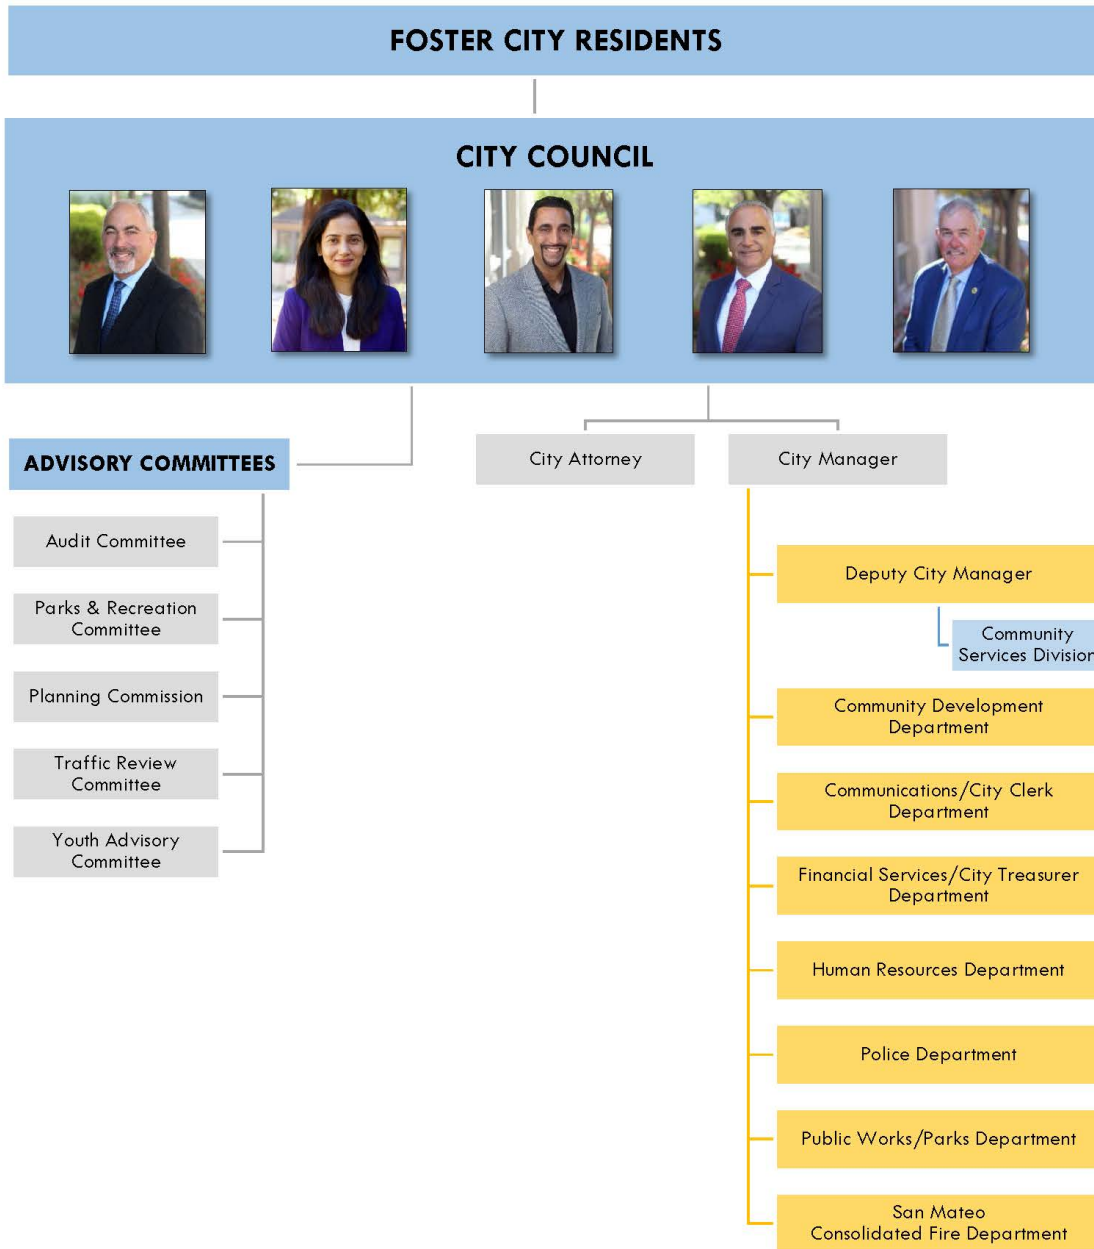 FOSTER CITY RESIDENTS
CITY COUNCIL
ADVISORY COMMITTEES
Audit Committee
Parks & Recreation
Committee
Planning Commission
Traffic Review
Committee
Youth Advisory
Committee
City Attorney
City Manager
Deputy City Manager
Community
Services Division
Community Development
Department
Communications/City Clerk
Department
Financial Services/City Treasurer
Department
Human Resources Department
Police Department
Public Works/Parks Department
San Mateo
Consolidated Fire Department